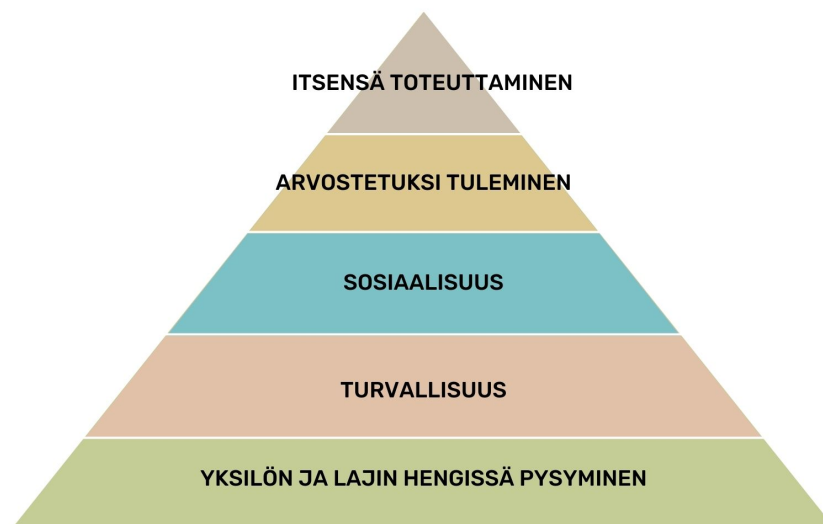 ITSENSÄ TOTEUTTAMINEN
ARVOSTETUKSI TULEMINEN
SOSIAALISUUS
TURVALLISUUS
YKSILÖN JA LAJIN HENGISSÄ PYSYMINEN